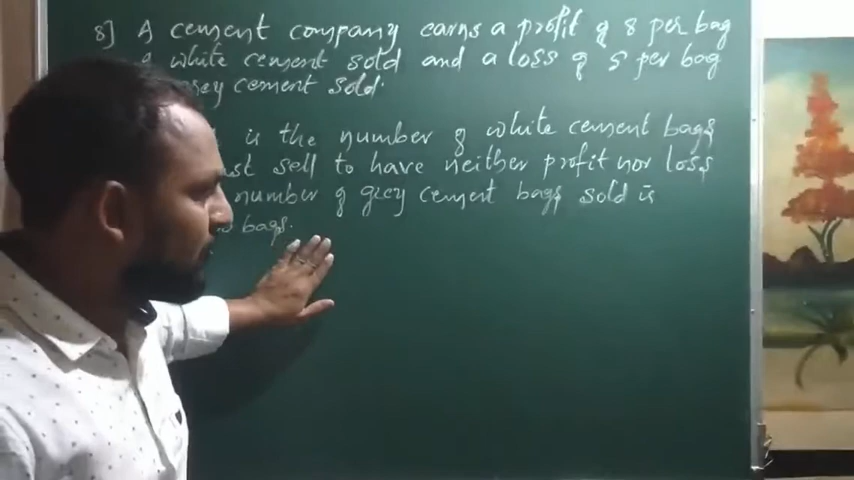 8] A cement company earns a profit of 8 per bag
of white cement sold and a loss of 5 per bag
cement sold.
is the number of white cement bags
sell to have neither profit nor loss
number of grey cement bags sold is
bags.